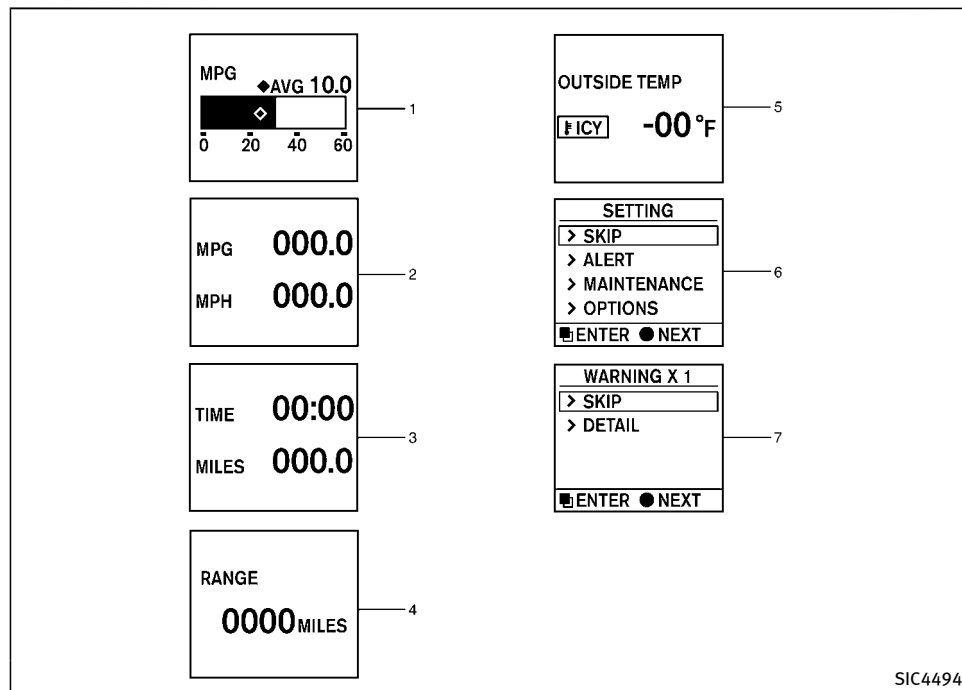 MPG
◆AVG 10.0
0 20 40 60
1
MPG 000.0
MPH 000.0
2
TIME 00:00
MILES 000.0
3
RANGE
0000 MILES
4
OUTSIDE TEMP
ICY -00°F
5
SETTING
> SKIP
> ALERT
> MAINTENANCE
> OPTIONS
ENTER ● NEXT
6
WARNING X 1
> SKIP
> DETAIL
ENTER ● NEXT
7
SIC4494